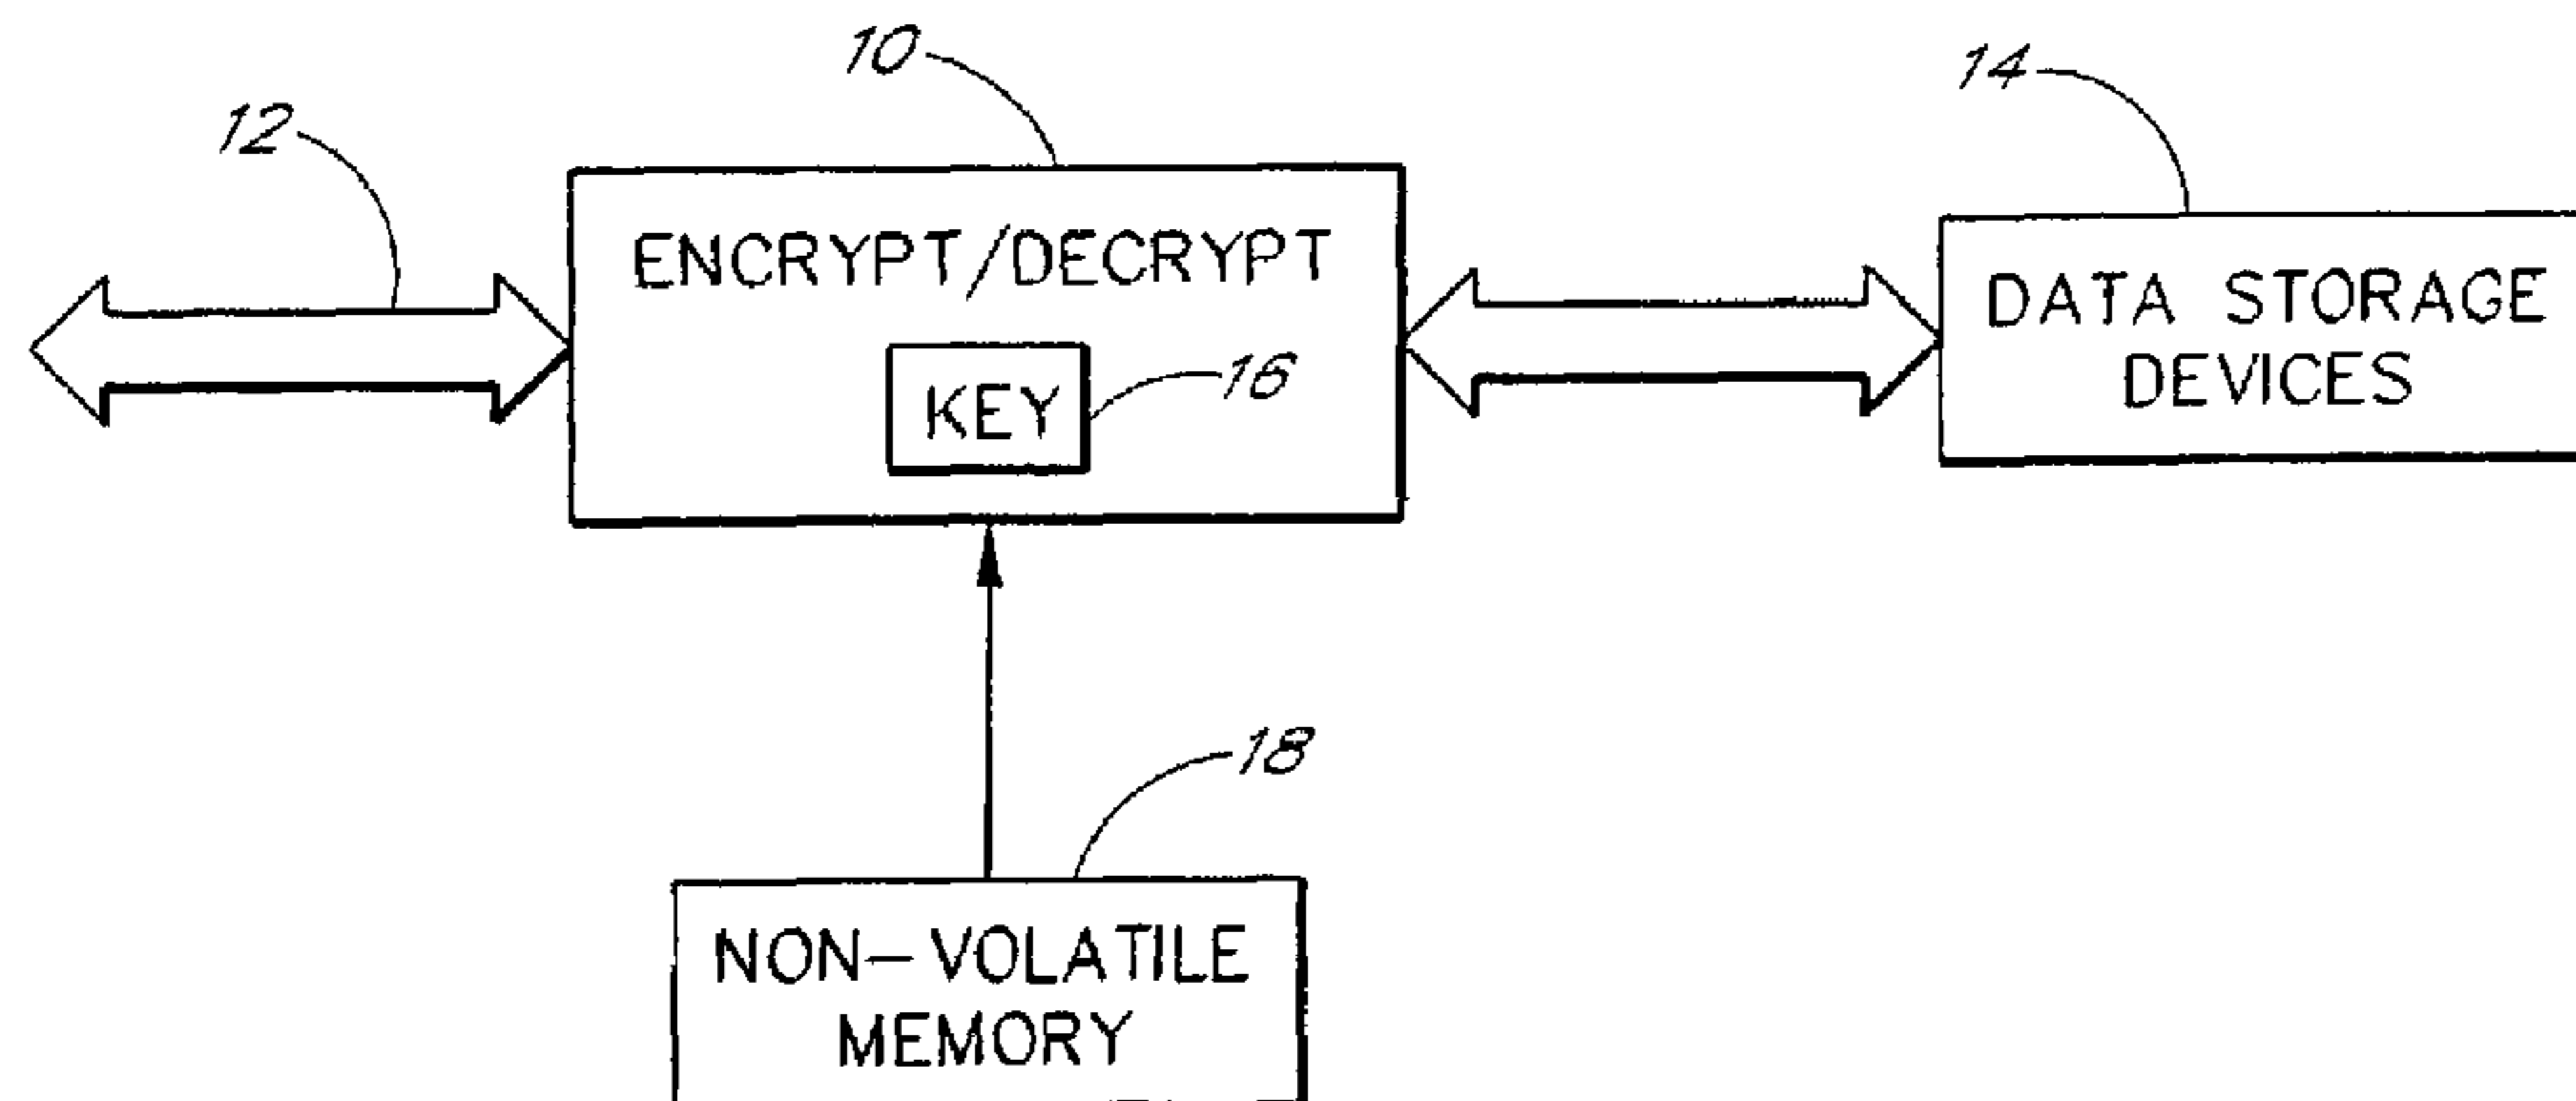 10
14
12
ENCRYPT/DECRYPT
DATA STORAGE
DEVICES
KEY
16
18
NON-VOLATILE
MEMORY